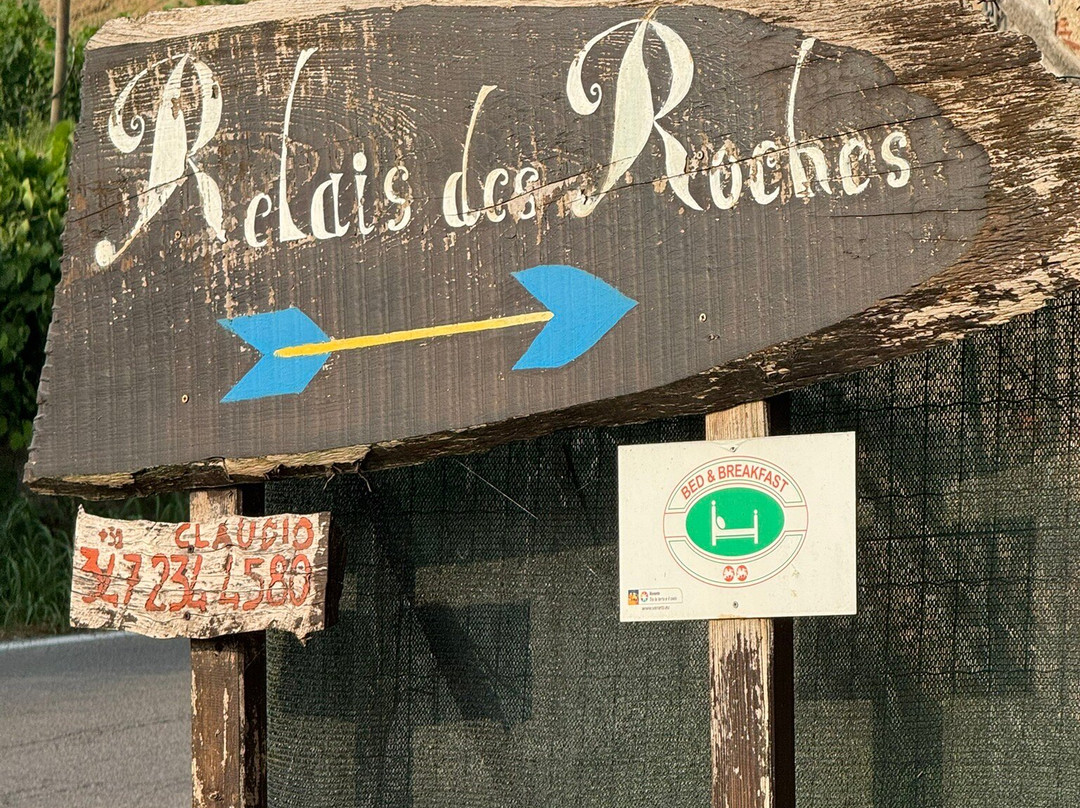 Relais des Roches
+39 CLAUDIO
347 234 4580
BED & BREAKFAST